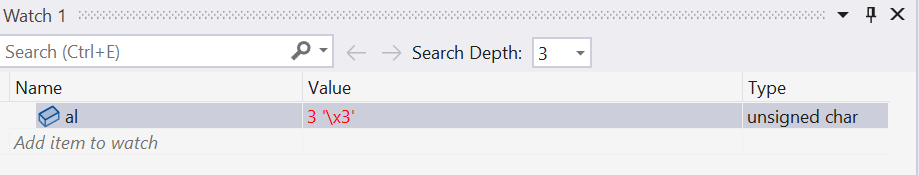 Watch 1
Search (Ctrl+E) Search Depth: 3
Name Value Type
al 3 '\x3' unsigned char
Add item to watch